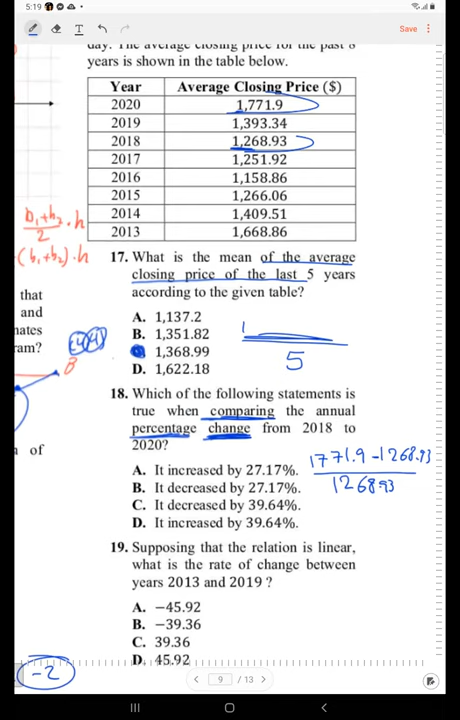 5:19
Save
day. The average closing price for the past 8
years is shown in the table below.
Year Average Closing Price ($)
2020 1,771.9
2019 1,393.34
2018 1,268.93
2017 1,251.92
2016 1,158.86
2015 1,266.06
2014 1,409.51
2013 1,668.86
b₁+b₂/2 · h
(b₁+b₂)·h
that
and
nates
ram?
B
n of
-2
17. What is the mean of the average
closing price of the last 5 years
according to the given table?
A. 1,137.2
B. 1,351.82
1,368.99
D. 1,622.18
1
5
18. Which of the following statements is
true when comparing the annual
percentage change from 2018 to
2020?
A. It increased by 27.17%.
B. It decreased by 27.17%.
C. It decreased by 39.64%.
D. It increased by 39.64%.
1771.9-1268.93
1268.93
19. Supposing that the relation is linear,
what is the rate of change between
years 2013 and 2019 ?
A. −45.92
B. −39.36
C. 39.36
D. 45.92
9 / 13